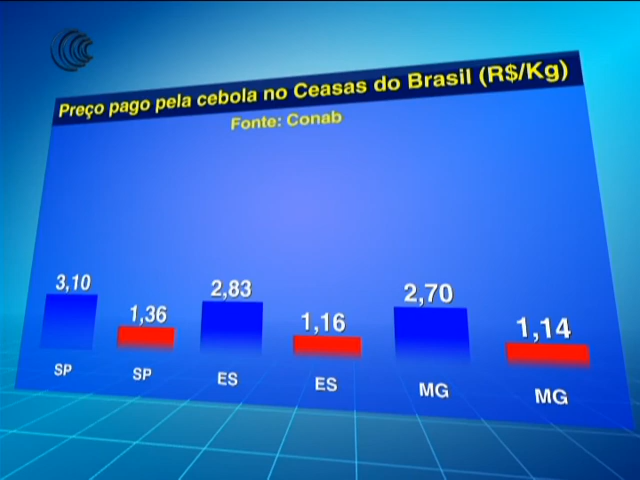 Preço pago pela cebola no Ceasas do Brasil (R$/Kg)
Fonte: Conab
3,10
1,36
2,83
1,16
2,70
1,14
SP
SP
ES
ES
MG
MG